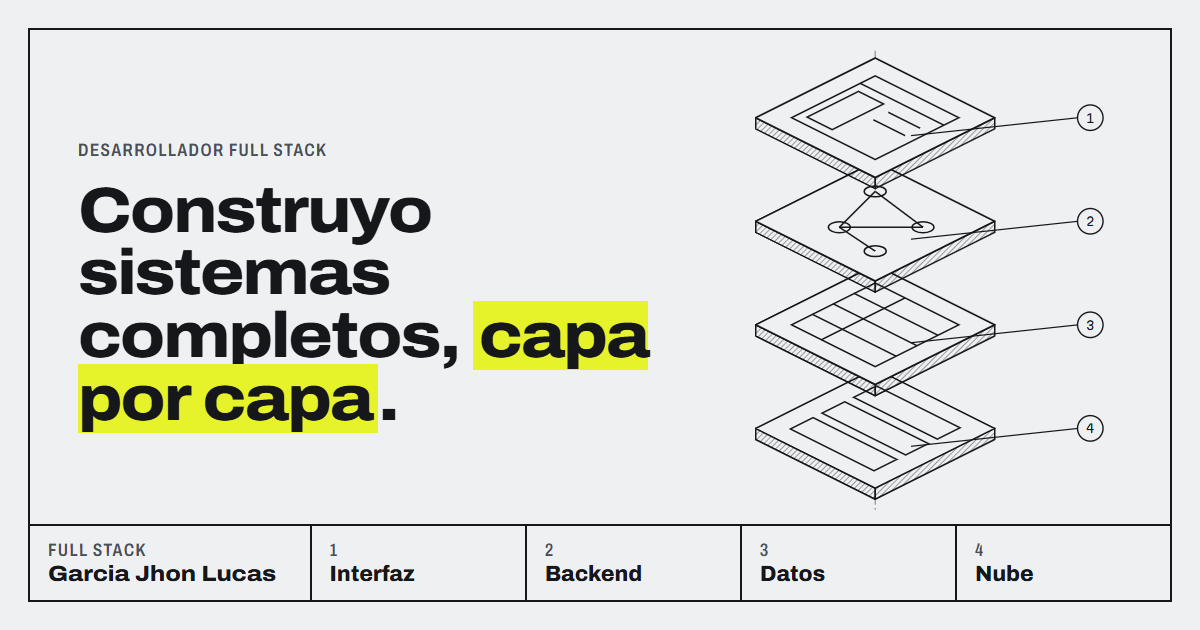 DESARROLLADOR FULL STACK
Construyo
sistemas
completos, capa
por capa.
1
2
3
4
FULL STACK
Garcia Jhon Lucas
1
Interfaz
2
Backend
3
Datos
4
Nube